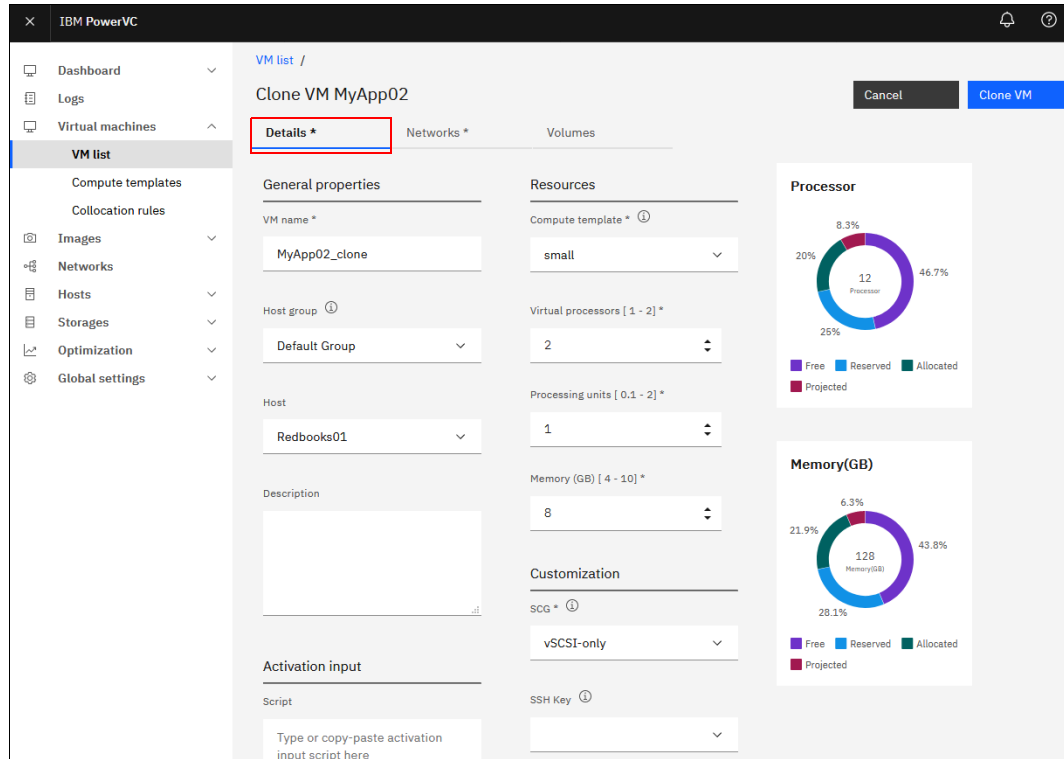 IBM PowerVC
Dashboard
Logs
Virtual machines
VM list
Compute templates
Collocation rules
Images
Networks
Hosts
Storages
Optimization
Global settings
VM list /
Clone VM MyApp02
Cancel
Clone VM
Details *
Networks *
Volumes
General properties
VM name *
MyApp02_clone
Host group
Default Group
Host
Redbooks01
Description
Activation input
Script
Type or copy-paste activation
input script here
Resources
Compute template *
small
Virtual processors [ 1 - 2] *
2
Processing units [ 0.1 - 2] *
1
Memory (GB) [ 4 - 10] *
8
Customization
SCG *
vSCSI-only
SSH Key
Processor
8.3%
20%
46.7%
12
Processor
25%
Free Reserved Allocated
Projected
Memory(GB)
6.3%
21.9%
43.8%
128
Memory(GB)
28.1%
Free Reserved Allocated
Projected